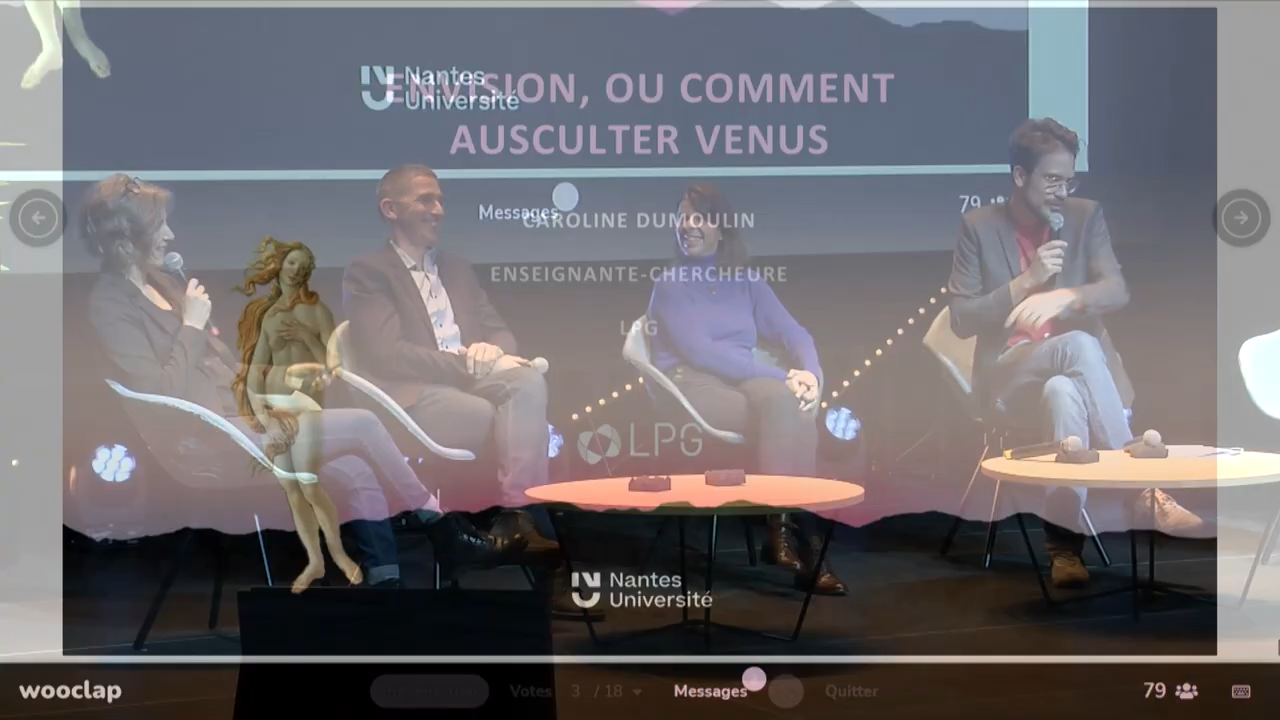 Nantes
Université
ENVISION, OU COMMENT
AUSCULTER VENUS
Messages
79
CAROLINE DUMOULIN
ENSEIGNANTE-CHERCHEURE
LPG
LPG
Nantes
Université
wooclap
Votes 3 / 18
Messages
Quitter
79